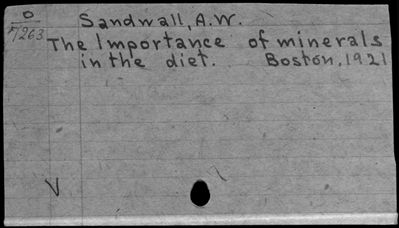 O Sandwall, A.W.
7263 The Importance of minerals
in the diet. Boston, 1921
V